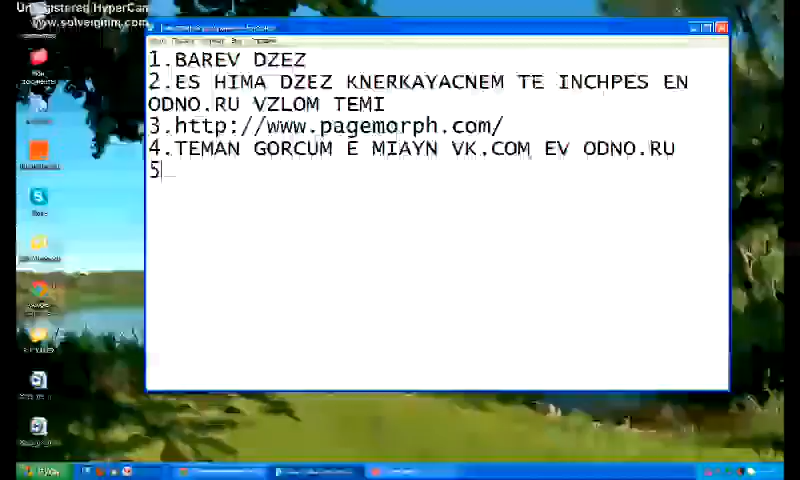 Unregistered HyperCam
www.solveigmm.com
1.BAREV DZEZ
2.ES HIMA DZEZ KNERKAYACNEM TE INCHPES EN
ODNO.RU VZLOM TEMI
3.http://www.pagemorph.com/
4.TEMAN GORCUM E MIAYN VK.COM EV ODNO.RU
5